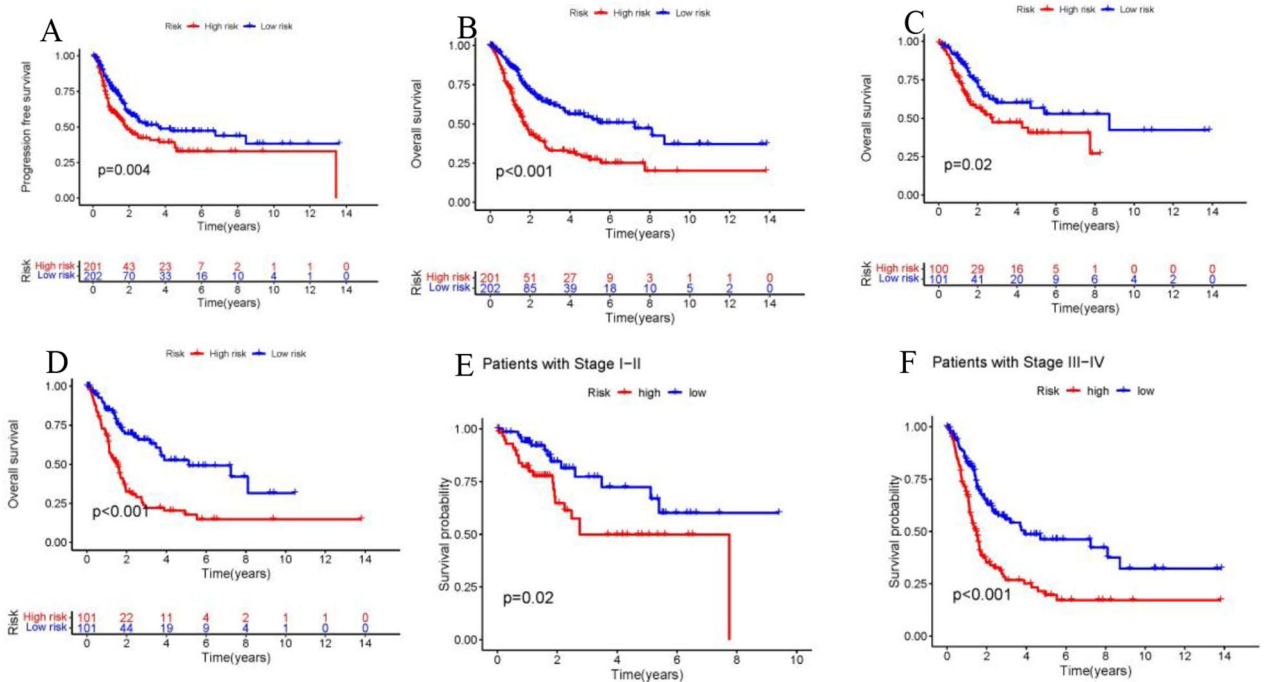 A
Risk High risk Low risk
Progression free survival
1.00
0.75
0.50
0.25
0.00
p=0.004
0 2 4 6 8 10 12 14
Time(years)
Risk
High risk 201 43 23 7 2 1 1 0
Low risk 202 70 33 16 10 4 1 0
0 2 4 6 8 10 12 14
Time(years)
B
Risk High risk Low risk
Overall survival
1.00
0.75
0.50
0.25
0.00
p<0.001
0 2 4 6 8 10 12 14
Time(years)
Risk
High risk 201 51 27 9 3 1 1 0
Low risk 202 85 39 18 10 5 2 0
0 2 4 6 8 10 12 14
Time(years)
C
Risk High risk Low risk
Overall survival
1.00
0.75
0.50
0.25
0.00
p=0.02
0 2 4 6 8 10 12 14
Time(years)
Risk
High risk 100 29 16 5 1 0 0 0
Low risk 101 41 20 9 6 4 2 0
0 2 4 6 8 10 12 14
Time(years)
D
Risk High risk Low risk
Overall survival
1.00
0.75
0.50
0.25
0.00
p<0.001
0 2 4 6 8 10 12 14
Time(years)
Risk
High risk 101 22 11 4 2 1 1 0
Low risk 101 44 19 9 4 1 0 0
0 2 4 6 8 10 12 14
Time(years)
E
Patients with Stage I-II
Risk high low
Survival probability
1.00
0.75
0.50
0.25
0.00
p=0.02
0 2 4 6 8 10
Time(years)
F
Patients with Stage III-IV
Risk high low
Survival probability
1.00
0.75
0.50
0.25
0.00
p<0.001
0 2 4 6 8 10 12 14
Time(years)